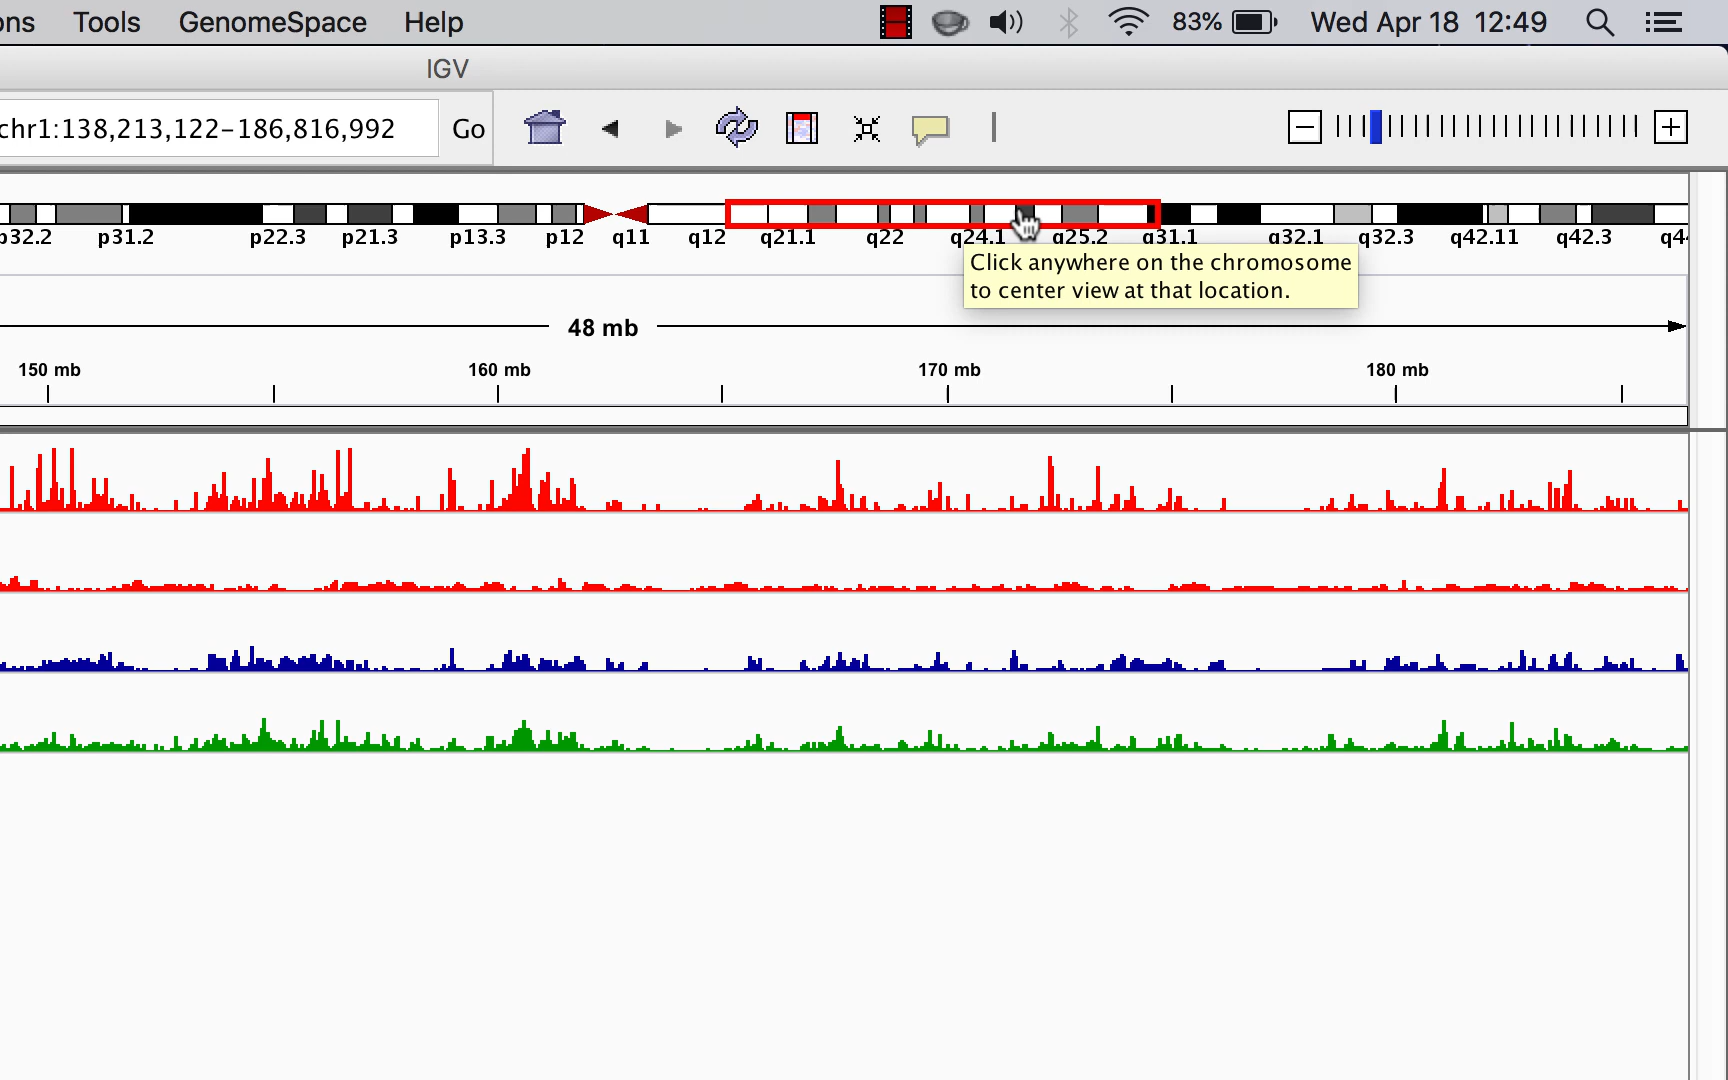 ons Tools GenomeSpace Help 83% Wed Apr 18 12:49
IGV
chr1:138,213,122-186,816,992 Go
p32.2 p31.2 p22.3 p21.3 p13.3 p12 q11 q12 q21.1 q22 q24.1 q25.2 q31.1 q32.1 q32.3 q42.11 q42.3 q4
Click anywhere on the chromosome
to center view at that location.
48 mb
150 mb 160 mb 170 mb 180 mb